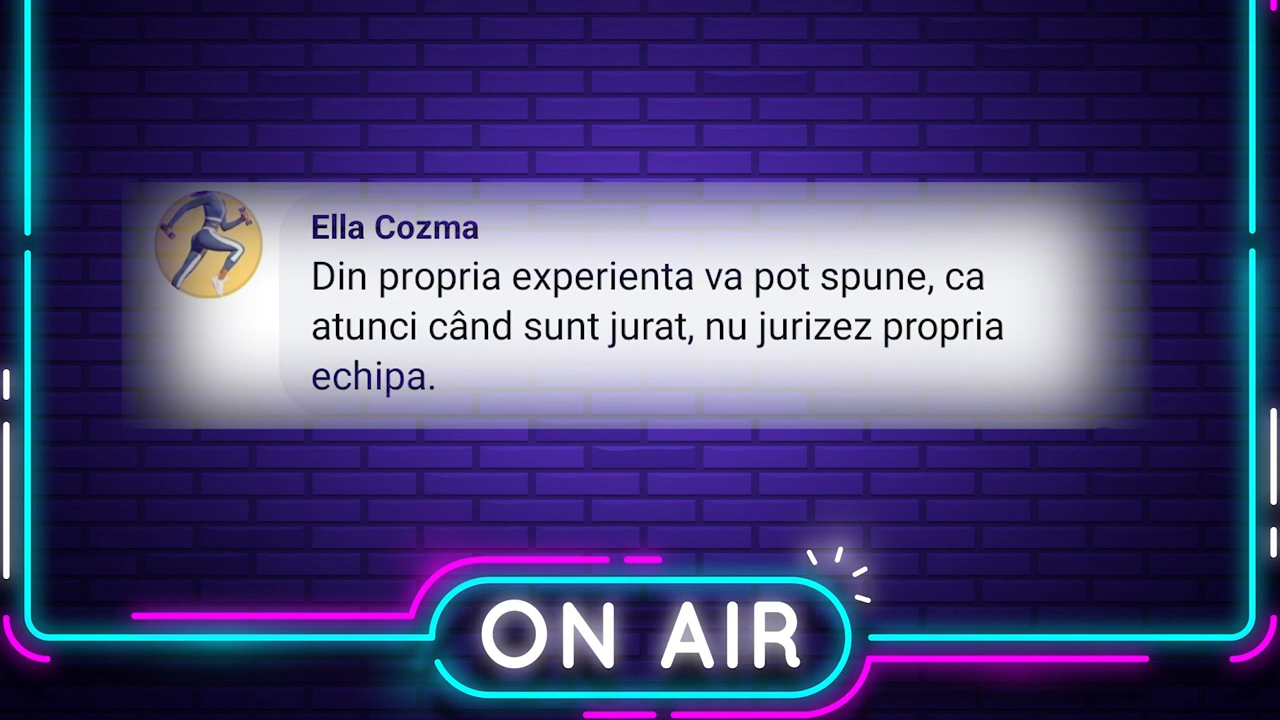 Ella Cozma
Din propria experienta va pot spune, ca
atunci când sunt jurat, nu jurizez propria
echipa.
ON AIR